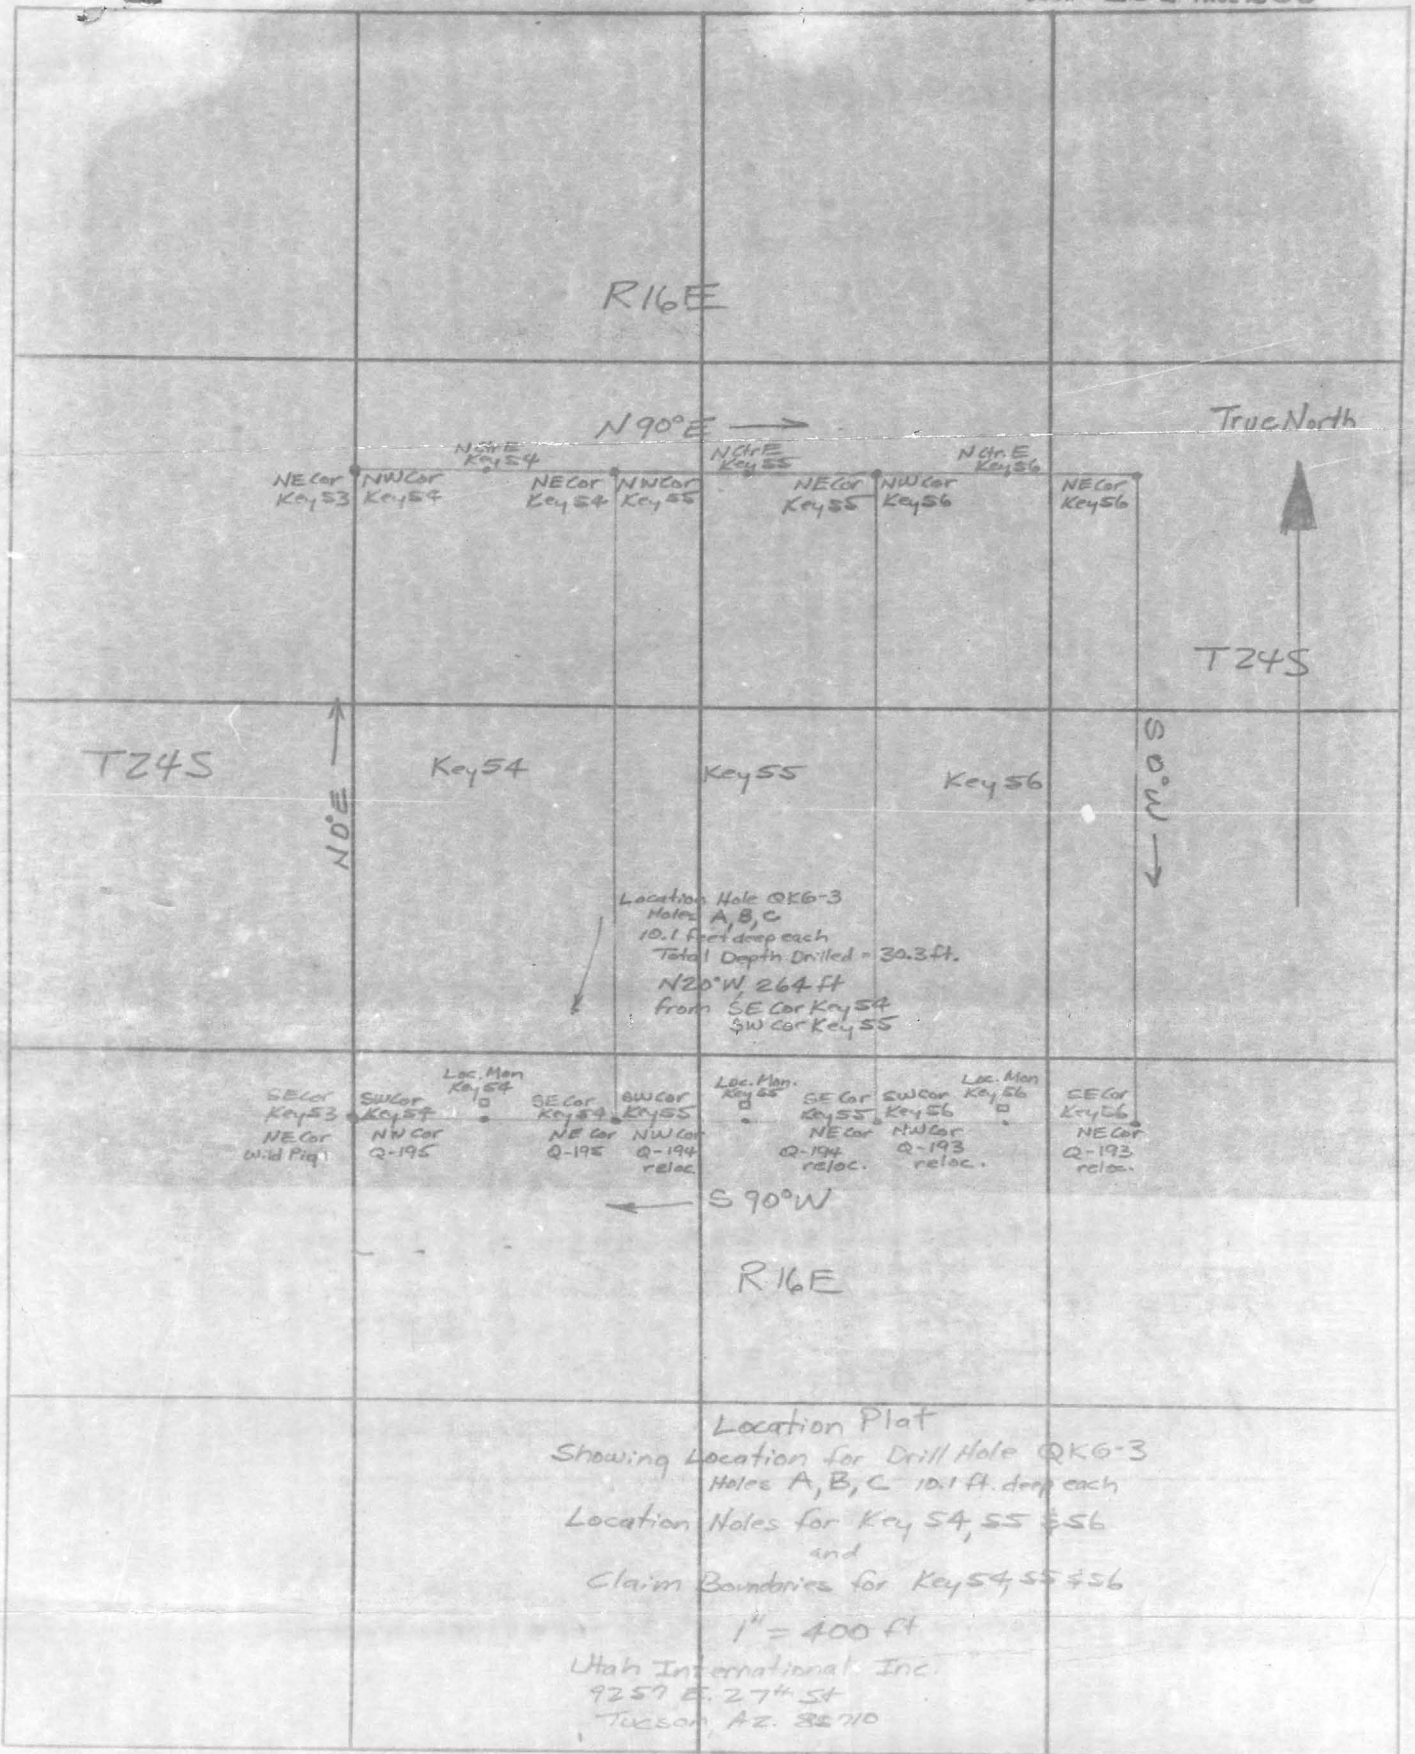 R16E
N90°E
True North
N Ctr E
Key 54
N Ctr E
Key 55
N Ctr. E
Key 56
NE Cor
Key 53
NW Cor
Key 54
NE Cor
Key 54
NW Cor
Key 55
NE Cor
Key 55
NW Cor
Key 56
NE Cor
Key 56
T24S
T24S
Key 54
Key 55
Key 56
N0°E
S0°W
Location Hole QK6-3
Holes A, B, C
10.1 feet deep each
Total Depth Drilled = 30.3 ft.
N20°W, 264 ft
from SE Cor Key 54
SW Cor Key 55
Loc. Mon
Key 54
Loc. Mon.
Key 55
Loc. Mon
Key 56
SE Cor
Key 53
NE Cor
Wild Pig 1
SW Cor
Key 54
NW Cor
Q-195
SE Cor
Key 54
NE Cor
Q-195
SW Cor
Key 55
NW Cor
Q-194
reloc
SE Cor
Key 55
NE Cor
Q-194
reloc.
SW Cor
Key 56
NW Cor
Q-193
reloc.
SE Cor
Key 56
NE Cor
Q-193
reloc.
S 90°W
R 16E
Location Plat
Showing Location for Drill Hole QK6-3
Holes A, B, C 10.1 ft. deep each
Location Holes for Key 54, 55 & 56
and
Claim Boundaries for Key 54, 55 & 56
1" = 400 ft
Utah International Inc.
9257 E. 27th St
Tucson, Az. 85710